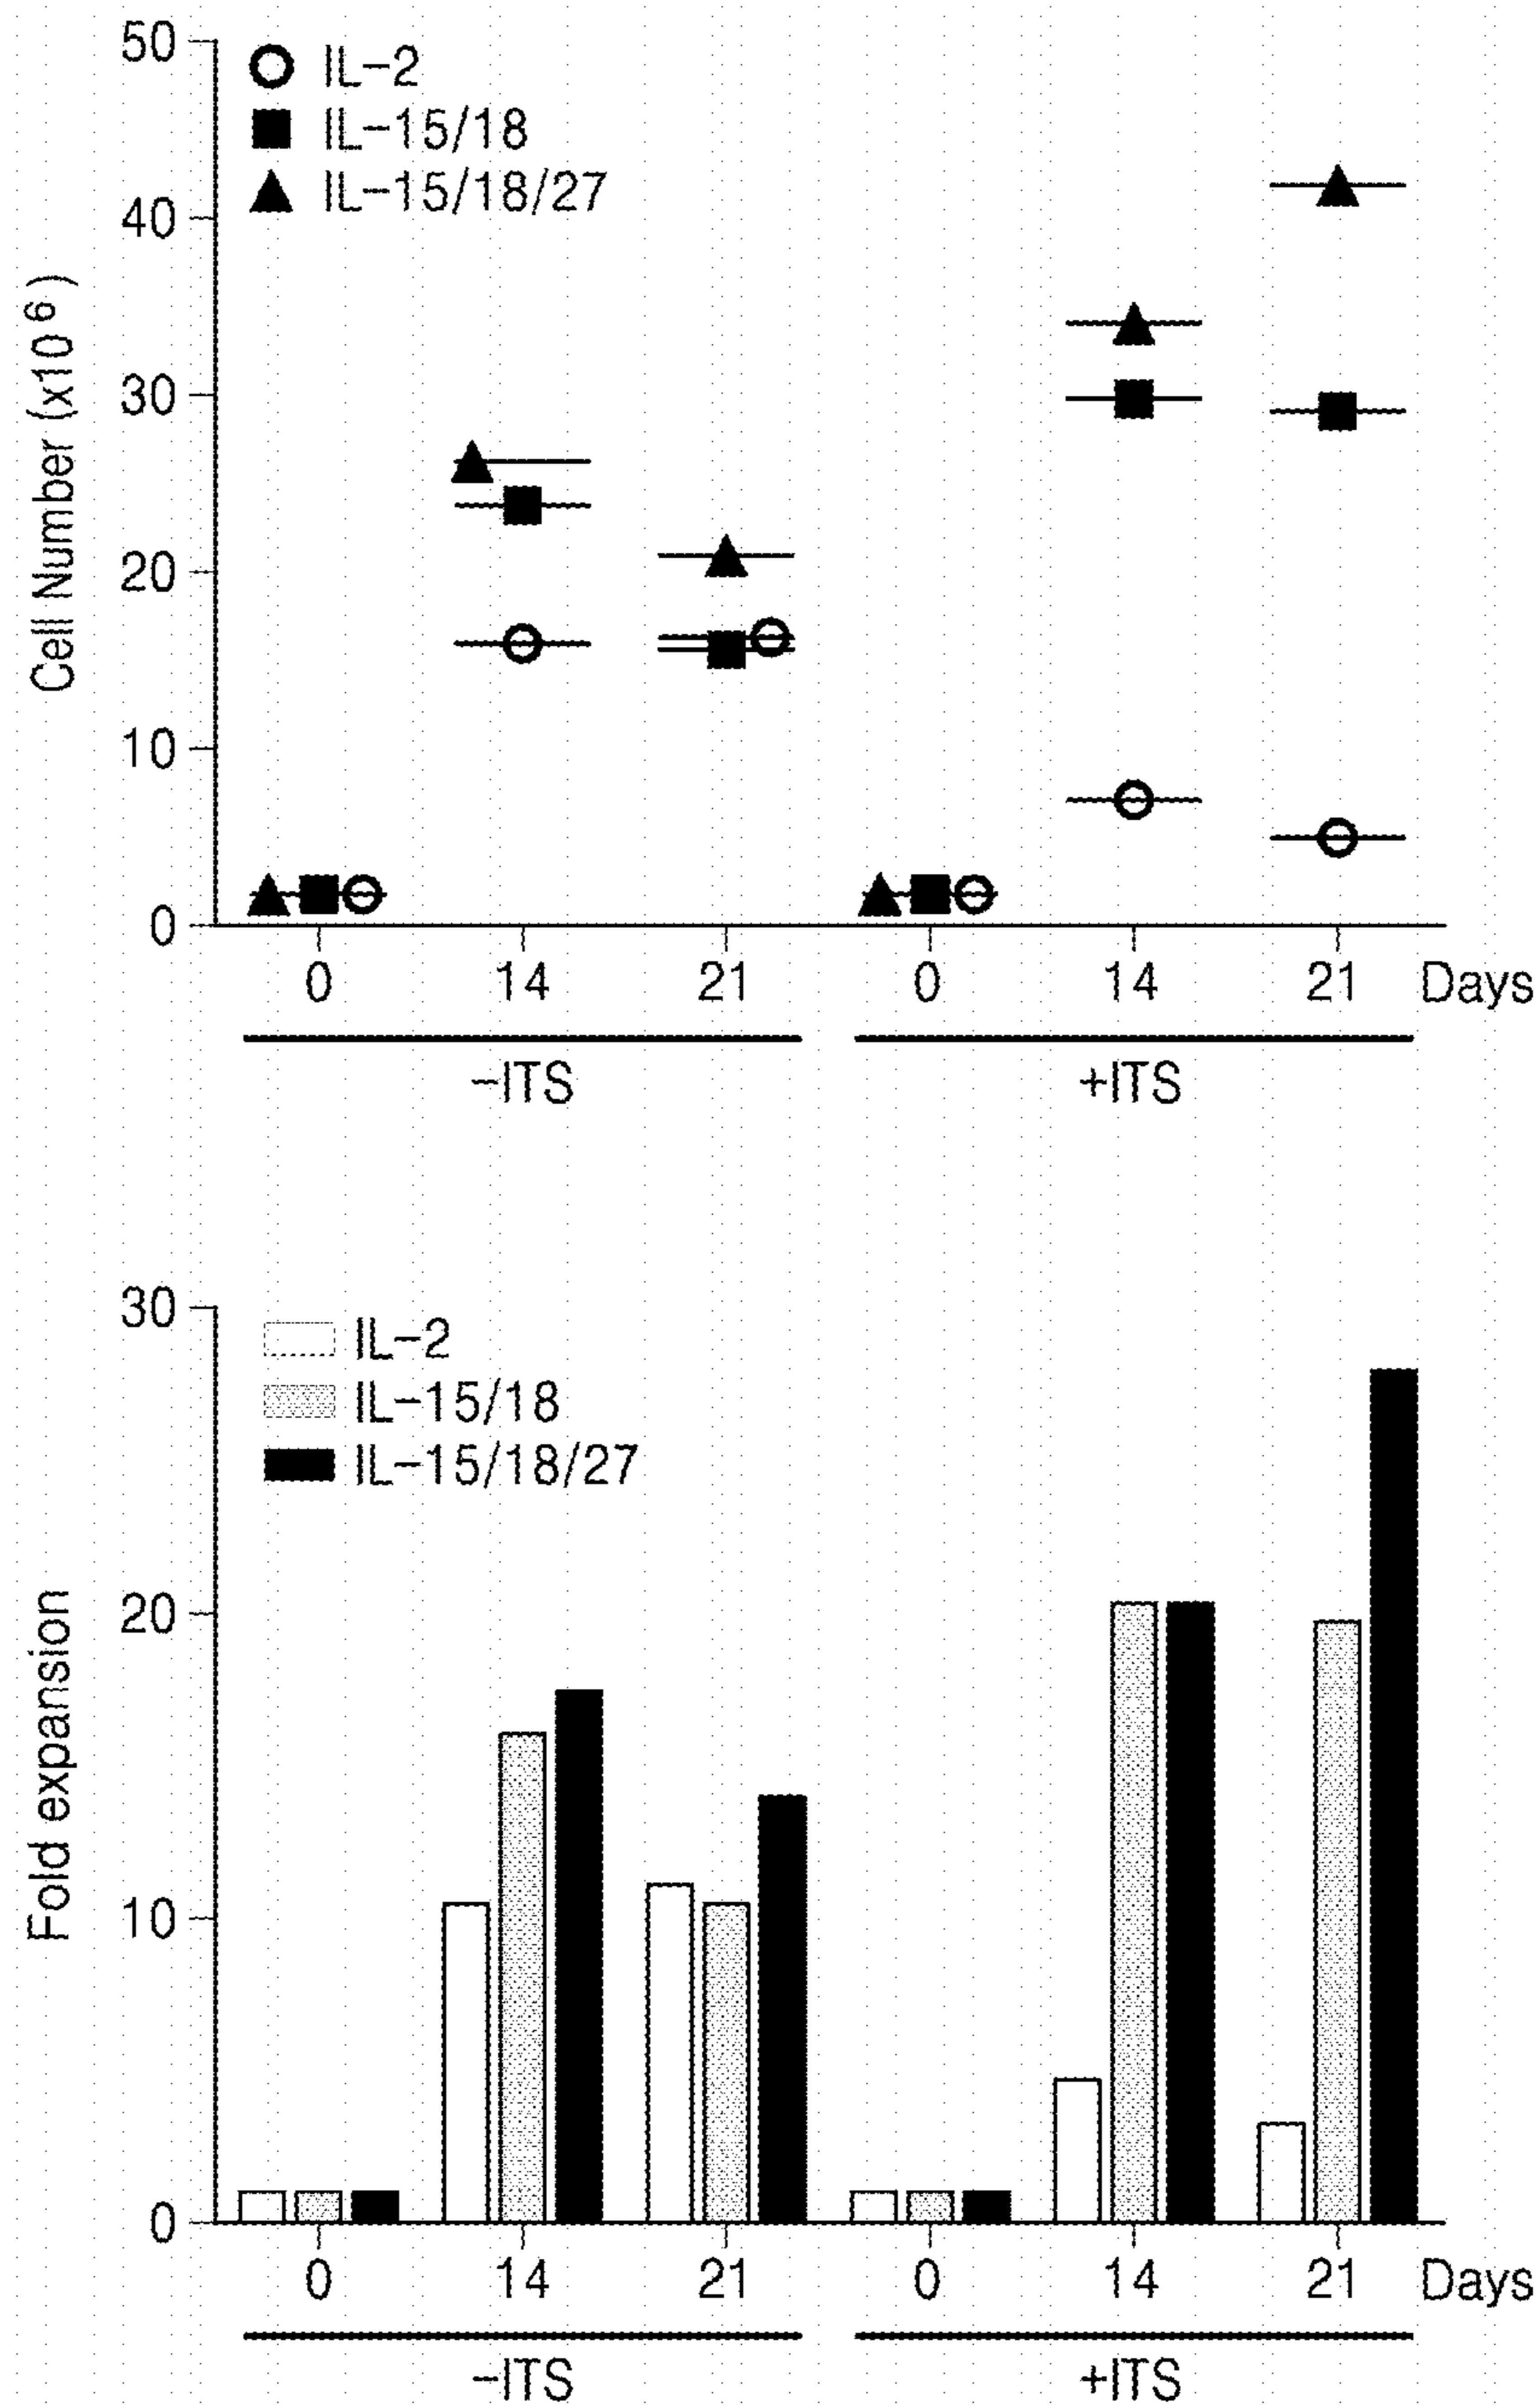 50
40
30
20
10
0
Cell Number (x10⁶)
IL-2
IL-15/18
IL-15/18/27
0 14 21 0 14 21 Days
-ITS +ITS
30
20
10
0
Fold expansion
IL-2
IL-15/18
IL-15/18/27
0 14 21 0 14 21 Days
-ITS +ITS